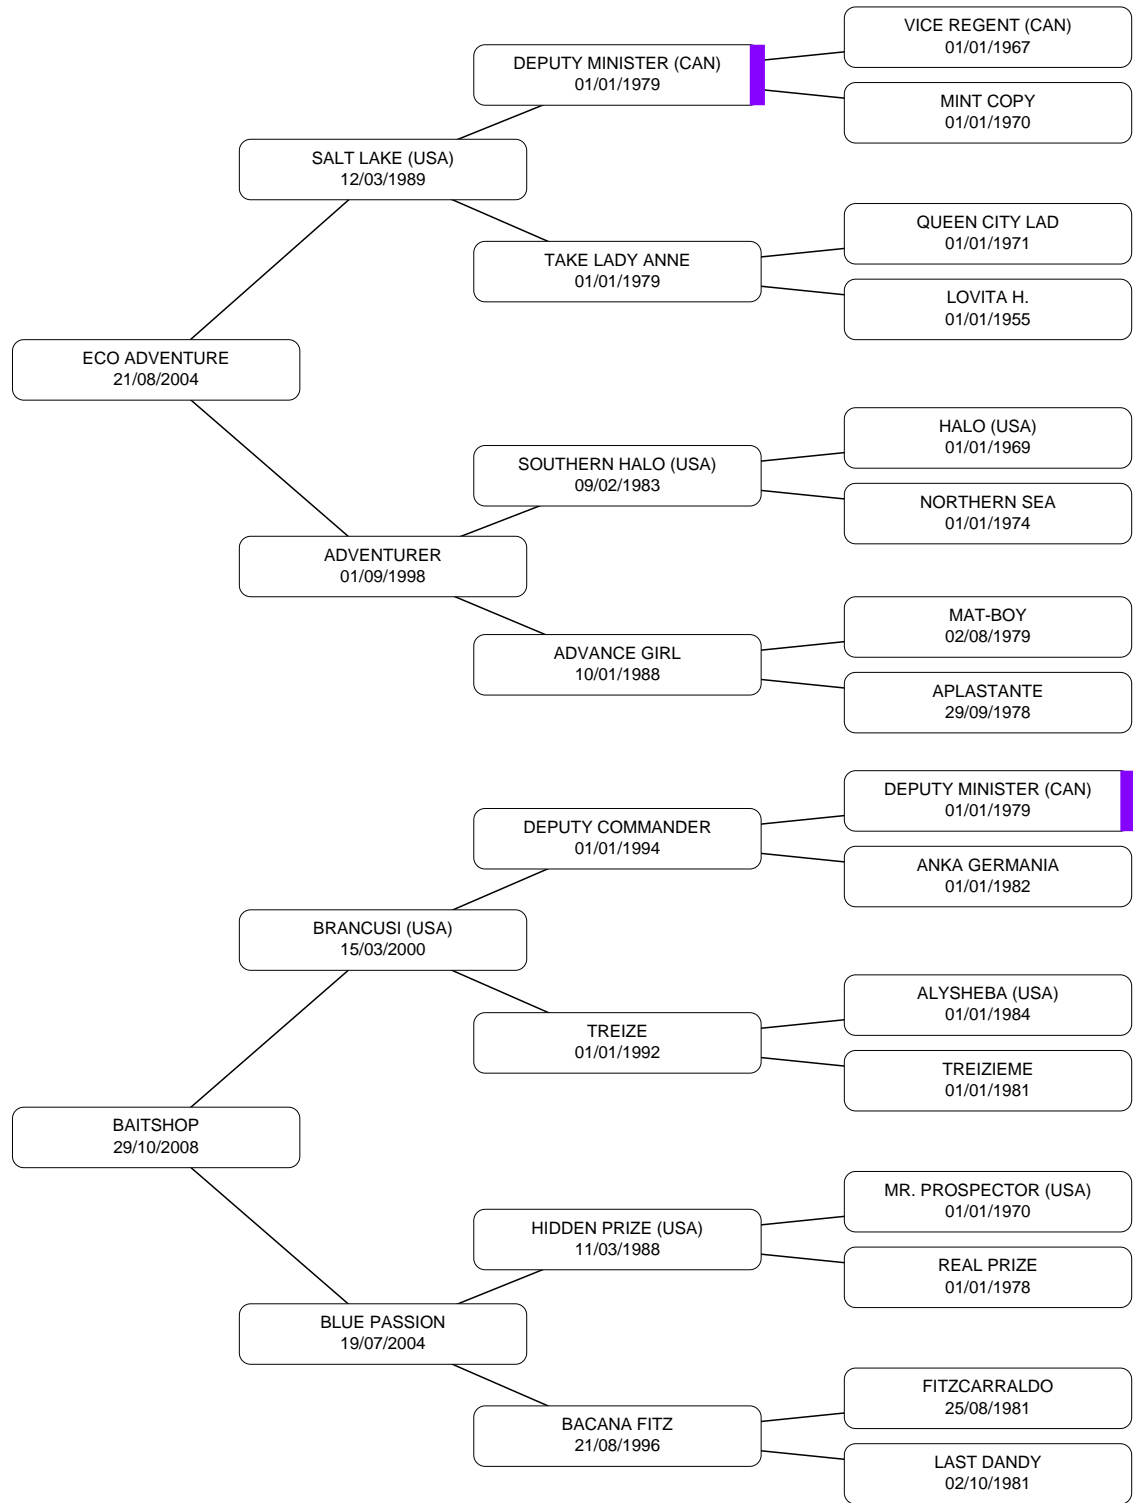 VICE REGENT (CAN)
01/01/1967
DEPUTY MINISTER (CAN)
01/01/1979
MINT COPY
01/01/1970
SALT LAKE (USA)
12/03/1989
QUEEN CITY LAD
01/01/1971
TAKE LADY ANNE
01/01/1979
LOVITA H.
01/01/1955
ECO ADVENTURE
21/08/2004
HALO (USA)
01/01/1969
SOUTHERN HALO (USA)
09/02/1983
NORTHERN SEA
01/01/1974
ADVENTURER
01/09/1998
MAT-BOY
02/08/1979
ADVANCE GIRL
10/01/1988
APLASTANTE
29/09/1978
DEPUTY MINISTER (CAN)
01/01/1979
DEPUTY COMMANDER
01/01/1994
ANKA GERMANIA
01/01/1982
BRANCUSI (USA)
15/03/2000
ALYSHEBA (USA)
01/01/1984
TREIZE
01/01/1992
TREIZIEME
01/01/1981
BAITSHOP
29/10/2008
MR. PROSPECTOR (USA)
01/01/1970
HIDDEN PRIZE (USA)
11/03/1988
REAL PRIZE
01/01/1978
BLUE PASSION
19/07/2004
FITZCARRALDO
25/08/1981
BACANA FITZ
21/08/1996
LAST DANDY
02/10/1981